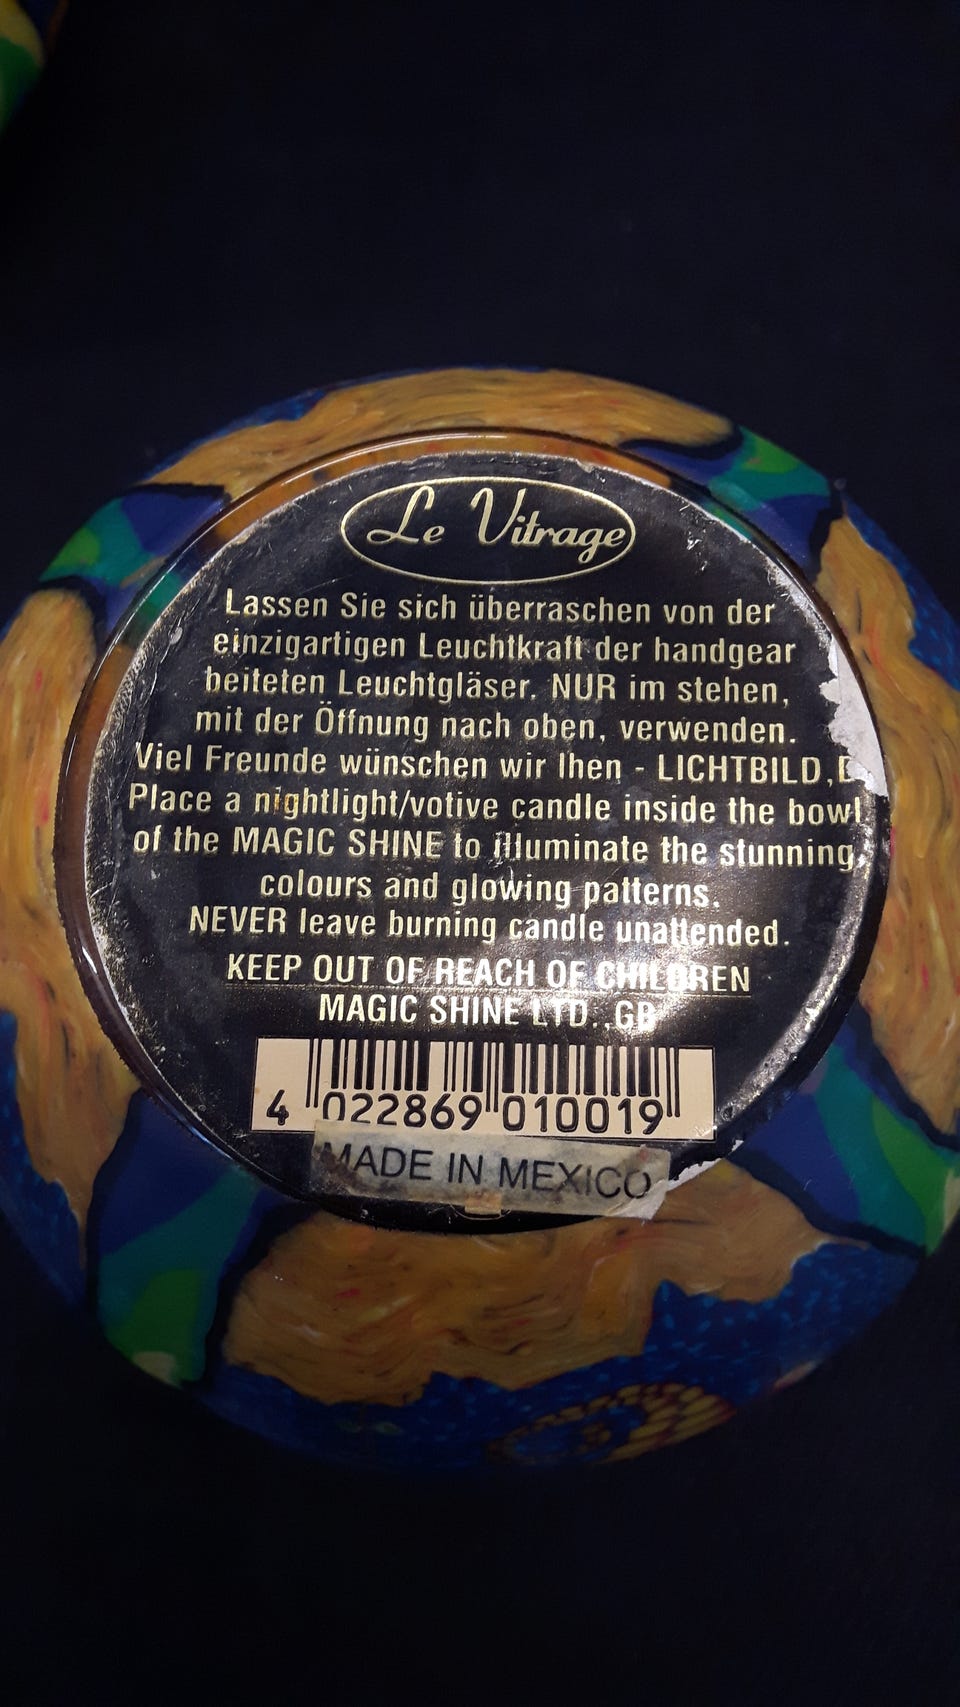 Le Vitrage
Lassen Sie sich überraschen von der
einzigartigen Leuchtkraft der handgear
beiteten Leuchtgläser. NUR im stehen,
mit der Öffnung nach oben, verwenden.
Viel Freunde wünschen wir Ihen - LICHTBILD,D
Place a nightlight/votive candle inside the bowl
of the MAGIC SHINE to illuminate the stunning,
colours and glowing patterns.
NEVER leave burning candle unattended.
KEEP OUT OF REACH OF CHILDREN
MAGIC SHINE LTD.,GB
4 022869 010019
MADE IN MEXICO